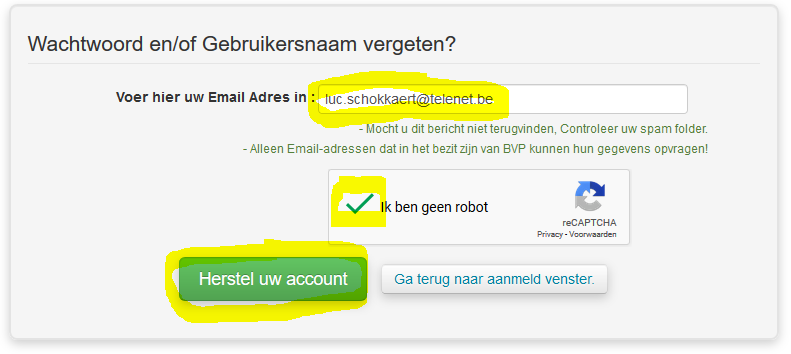 Wachtwoord en/of Gebruikersnaam vergeten?
Voer hier uw Email Adres in : luc.schokkaert@telenet.be
- Mocht u dit bericht niet terugvinden, Controleer uw spam folder.
- Alleen Email-adressen dat in het bezit zijn van BVP kunnen hun gegevens opvragen!
Ik ben geen robot
reCAPTCHA
Privacy - Voorwaarden
Herstel uw account Ga terug naar aanmeld venster.